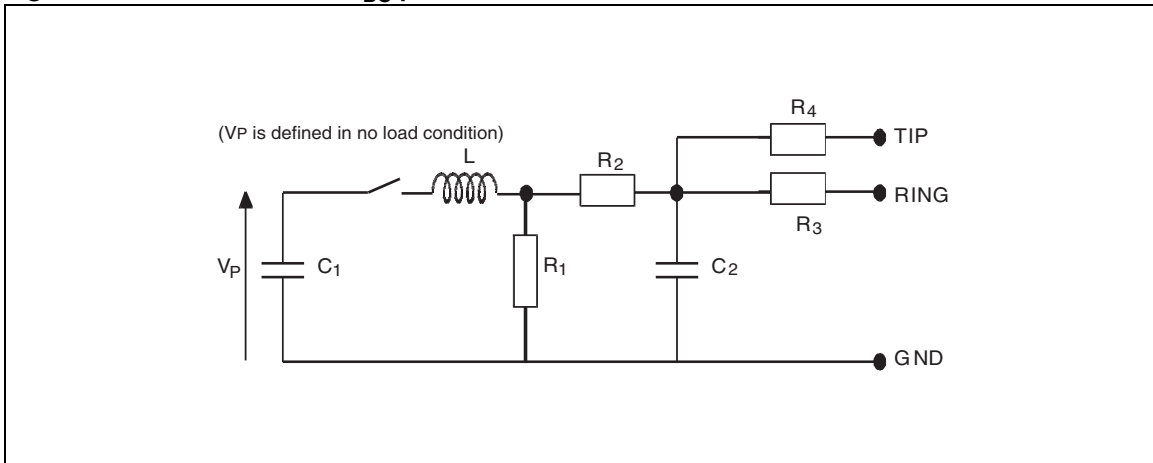 R4
(VP is defined in no load condition)
TIP
L
R2
RING
R3
VP
C1
R1
C2
GND